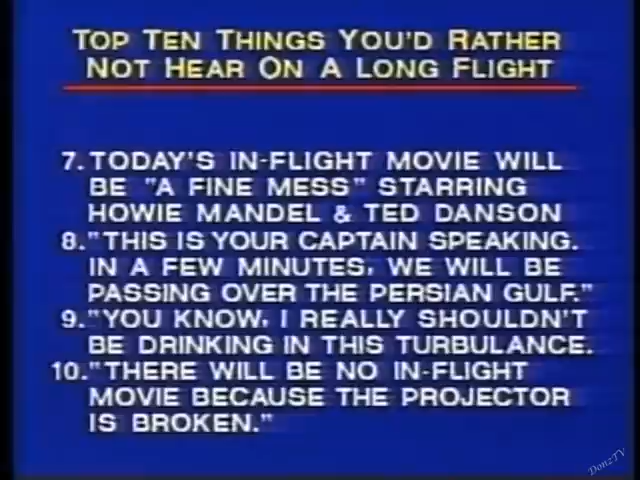 TOP TEN THINGS YOU'D RATHER
NOT HEAR ON A LONG FLIGHT
7. TODAY'S IN-FLIGHT MOVIE WILL
BE "A FINE MESS" STARRING
HOWIE MANDEL & TED DANSON
8. "THIS IS YOUR CAPTAIN SPEAKING.
IN A FEW MINUTES, WE WILL BE
PASSING OVER THE PERSIAN GULF."
9. "YOU KNOW, I REALLY SHOULDN'T
BE DRINKING IN THIS TURBULANCE.
10. "THERE WILL BE NO IN-FLIGHT
MOVIE BECAUSE THE PROJECTOR
IS BROKEN."
DonzTV